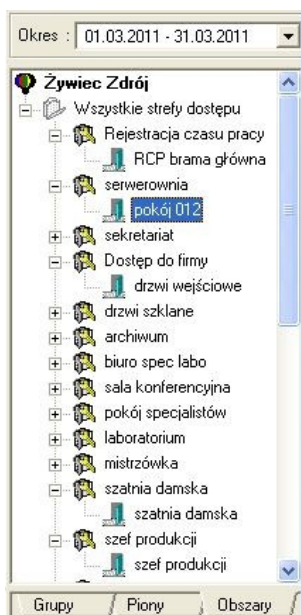 Okres : 01.03.2011 - 31.03.2011
Żywiec Zdrój
Wszystkie strefy dostępu
Rejestracja czasu pracy
RCP brama główna
serwerownia
pokój 012
sekretariat
Dostęp do firmy
drzwi wejściowe
drzwi szklane
archiwum
biuro spec labo
sala konferencyjna
pokój specjalistów
laboratorium
mistrzówka
szatnia damska
szatnia damska
szef produkcji
szef produkcji
Grupy / Piony / Obszary